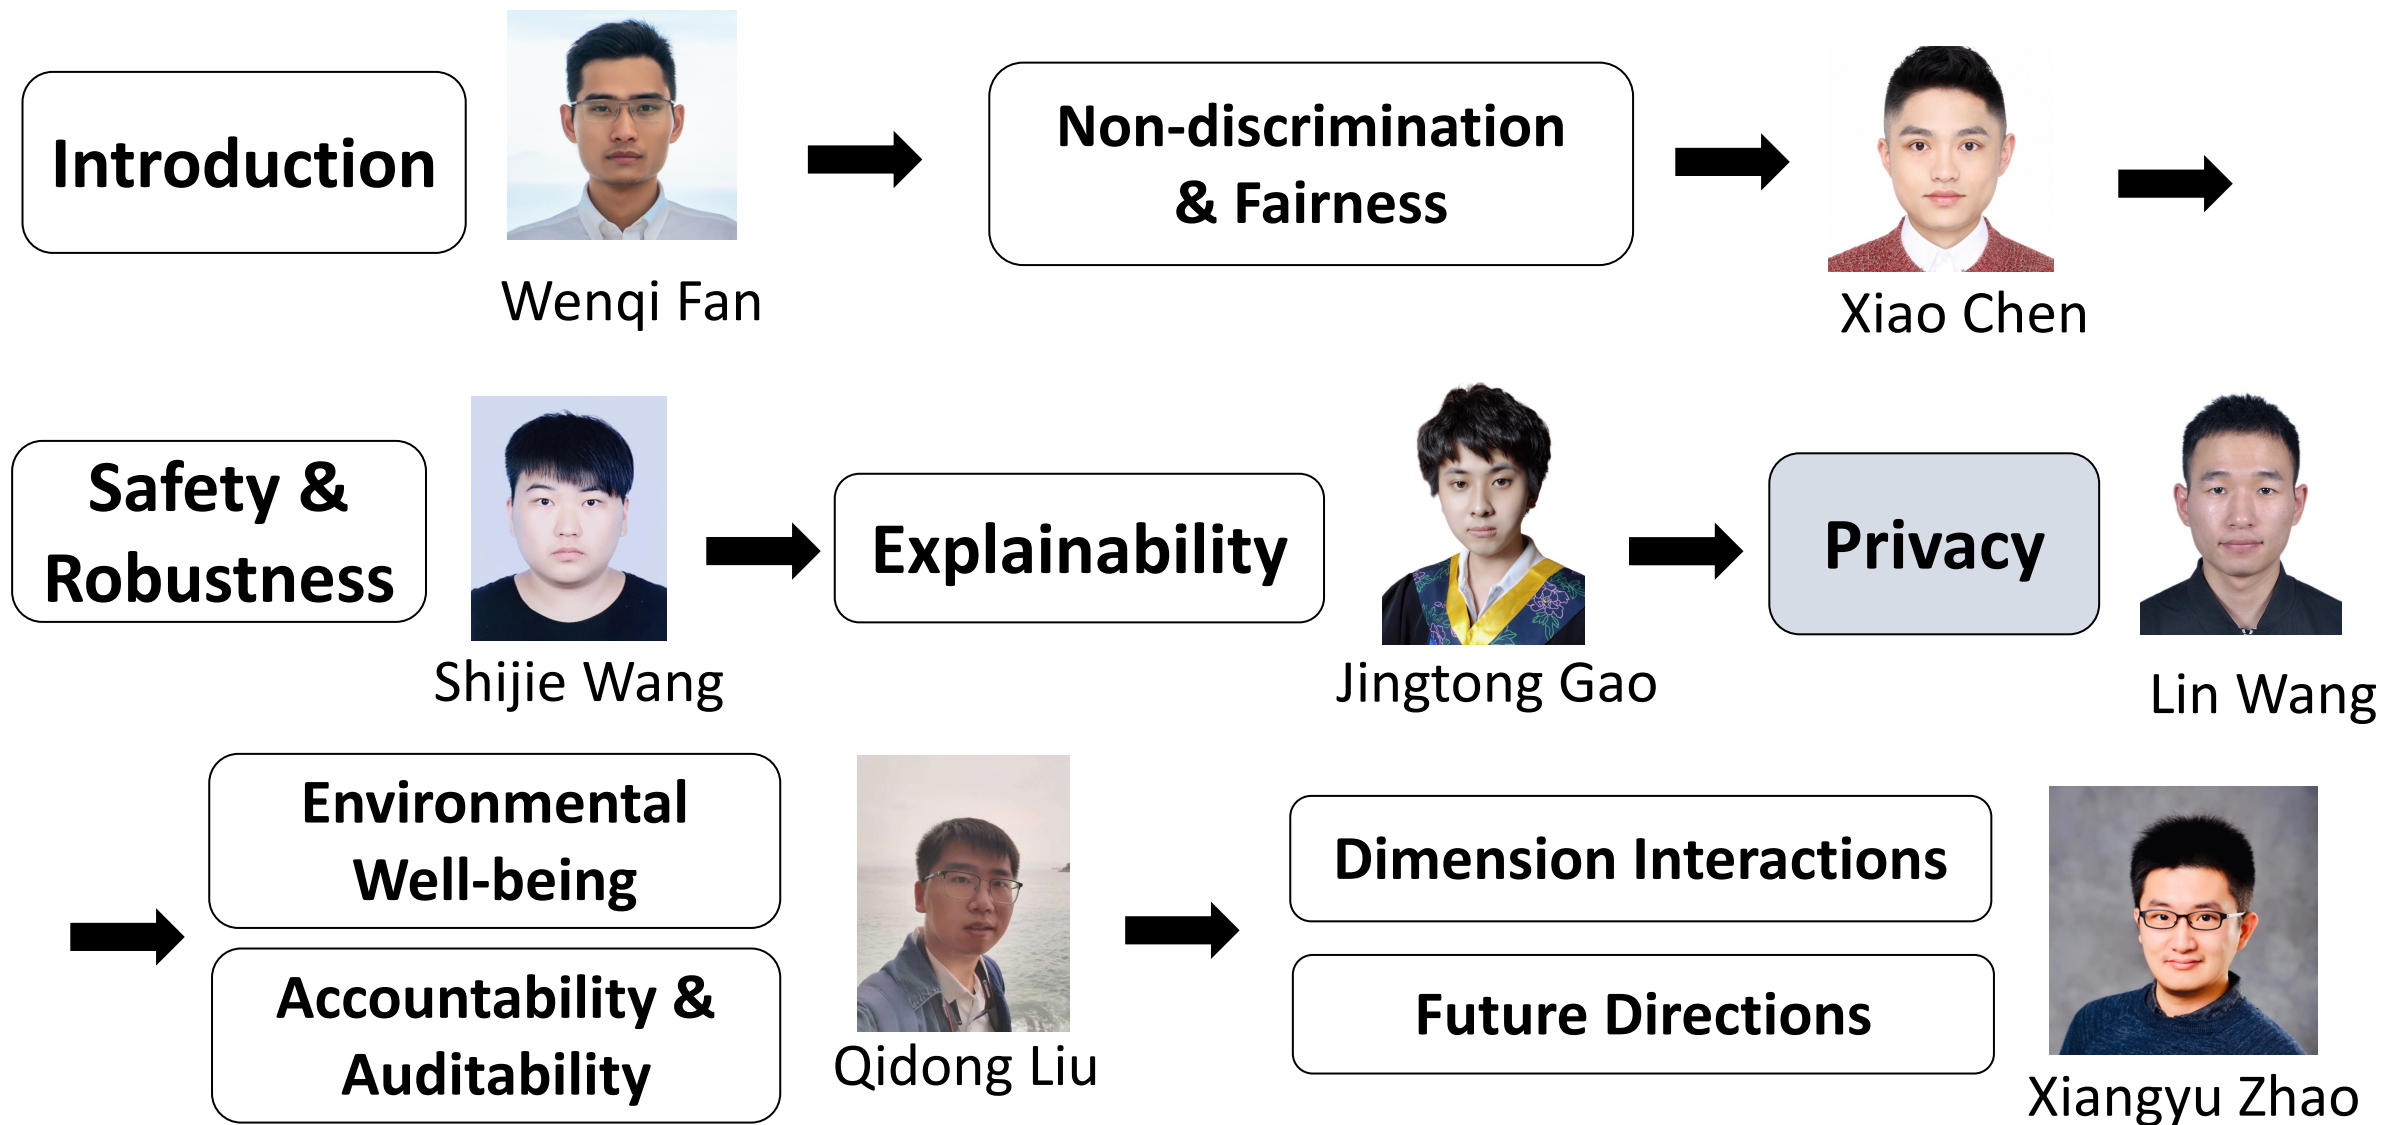 Introduction
Wenqi Fan
Non-discrimination
& Fairness
Xiao Chen
Safety &
Robustness
Shijie Wang
Explainability
Jingtong Gao
Privacy
Lin Wang
Environmental
Well-being
Accountability &
Auditability
Qidong Liu
Dimension Interactions
Future Directions
Xiangyu Zhao